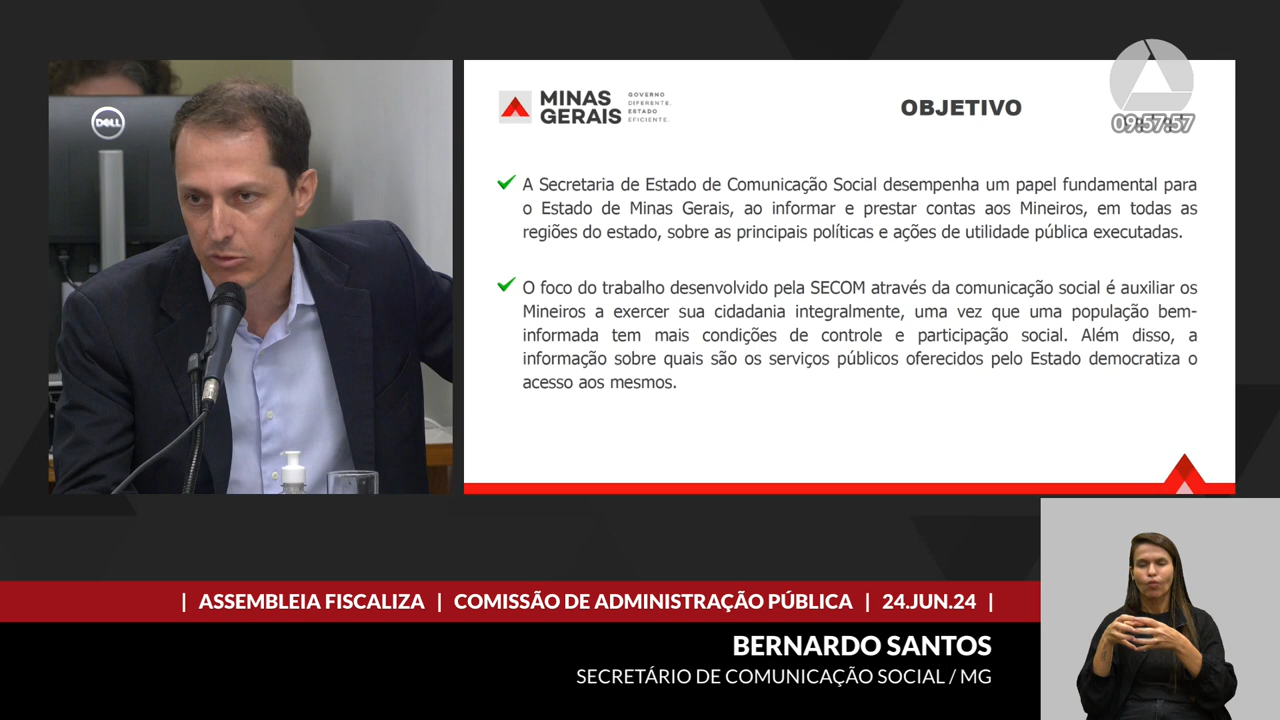 DELL
MINAS
GERAIS
GOVERNO
DIFERENTE.
ESTADO
EFICIENTE.
OBJETIVO
09:57:57
A Secretaria de Estado de Comunicação Social desempenha um papel fundamental para
o Estado de Minas Gerais, ao informar e prestar contas aos Mineiros, em todas as
regiões do estado, sobre as principais políticas e ações de utilidade pública executadas.
O foco do trabalho desenvolvido pela SECOM através da comunicação social é auxiliar os
Mineiros a exercer sua cidadania integralmente, uma vez que uma população bem-
informada tem mais condições de controle e participação social. Além disso, a
informação sobre quais são os serviços públicos oferecidos pelo Estado democratiza o
acesso aos mesmos.
| ASSEMBLEIA FISCALIZA | COMISSÃO DE ADMINISTRAÇÃO PÚBLICA | 24.JUN.24 |
BERNARDO SANTOS
SECRETÁRIO DE COMUNICAÇÃO SOCIAL / MG